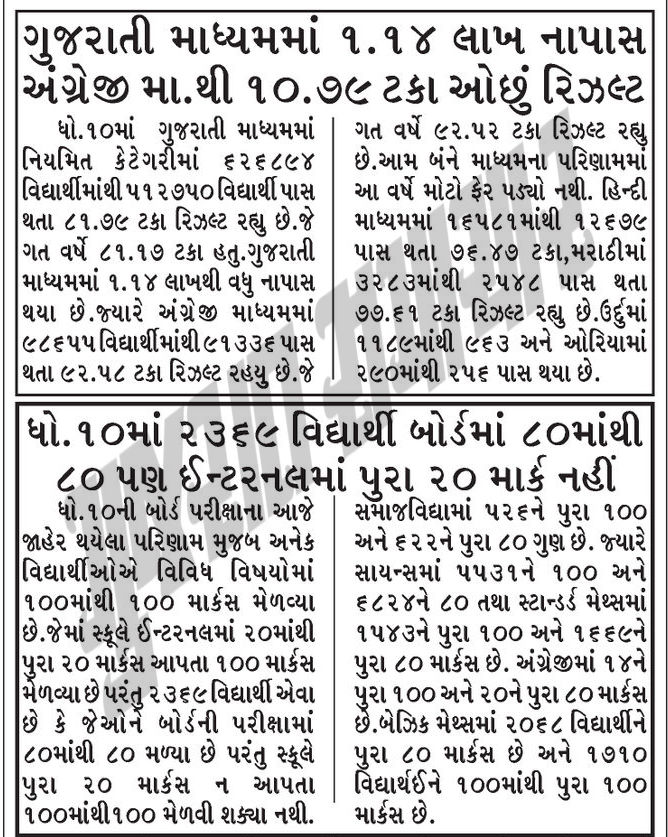 ગુજરાતી માધ્યમમાં ૧.૧૪ લાખ નાપાસ
અંગ્રેજી મા.થી ૧૦.૭૯ ટકા ઓછું રિઝલ્ટ
ધો.૧૦માં ગુજરાતી માધ્યમમાં
નિયમિત કેટેગરીમાં ૬૨૬૮૯૪
વિદ્યાર્થીમાંથી ૫૧૨૭૫૦ વિદ્યાર્થી પાસ
થતા ૮૧.૭૯ ટકા રિઝલ્ટ રહ્યુ છે.જે
ગત વર્ષે ૮૧.૧૭ ટકા હતુ.ગુજરાતી
માધ્યમમાં ૧.૧૪ લાખથી વધુ નાપાસ
થયા છે.જ્યારે અંગ્રેજી માધ્યમમાં
૯૮૬૫૫ વિદ્યાર્થીમાંથી ૯૧૩૩૬ પાસ
થતા ૯૨.૫૮ ટકા રિઝલ્ટ રહયુ છે.જે
ગત વર્ષે ૯૨.૫૨ ટકા રિઝલ્ટ રહ્યુ
છે.આમ બંને માધ્યમના પરિણામમાં
આ વર્ષે મોટો ફેર પડ્યો નથી. હિન્દી
માધ્યમમાં ૧૬૫૮૧માંથી ૧૨૬૭૯
પાસ થતા ૭૬.૪૭ ટકા,મરાઠીમાં
૩૨૮૩માંથી ૨૫૪૮ પાસ થતા
૭૭.૬૧ ટકા રિઝલ્ટ રહ્યુ છે.ઉર્દુમાં
૧૧૮૯માંથી ૯૬૩ અને ઓરિયામાં
૨૯૦માંથી ૨૫૬ પાસ થયા છે.
ધો.૧૦માં ૨૩૬૯ વિદ્યાર્થી બોર્ડમાં ૮૦માંથી
૮૦ પણ ઈન્ટરનલમાં પુરા ૨૦ માર્ક નહીં
ધો.૧૦ની બોર્ડ પરીક્ષાના આજે
જાહેર થયેલા પરિણામ મુજબ અનેક
વિદ્યાર્થીઓએ વિવિધ વિષયોમાં
૧૦૦માંથી ૧૦૦ માર્કસ મેળવ્યા
છે.જેમાં સ્કૂલે ઈન્ટરનલમાં ૨૦માંથી
પુરા ૨૦ માર્કસ આપતા ૧૦૦ માર્કસ
મેળવ્યા છે પરંતુ ૨૩૬૯ વિદ્યાર્થી એવા
છે કે જેઓને બોર્ડની પરીક્ષામાં
૮૦માંથી ૮૦ મળ્યા છે પરંતુ સ્કૂલે
પુરા ૨૦ માર્કસ ન આપતા
૧૦૦માંથી૧૦૦ મેળવી શક્યા નથી.
સમાજવિદ્યામાં ૫૨૬ને પુરા ૧૦૦
અને ૬૨૨ને પુરા ૮૦ ગુણ છે. જ્યારે
સાયન્સમાં ૫૫૩૧ને ૧૦૦ અને
૬૮૨૪ને ૮૦ તથા સ્ટાન્ડર્ડ મેથ્સમાં
૧૫૪૩ને પુરા ૧૦૦ અને ૧૬૬૯ને
પુરા ૮૦ માર્કસ છે. અંગ્રેજીમાં ૧૪ને
પુરા ૧૦૦ અને ૨૦ને પુરા ૮૦ માર્કસ
છે.બેઝિક મેથ્સમાં ૨૦૬૮ વિદ્યાર્થીને
પુરા ૮૦ માર્કસ છે અને ૧૭૧૦
વિદ્યાર્થઈને ૧૦૦માંથી પુરા ૧૦૦
માર્કસ છે.